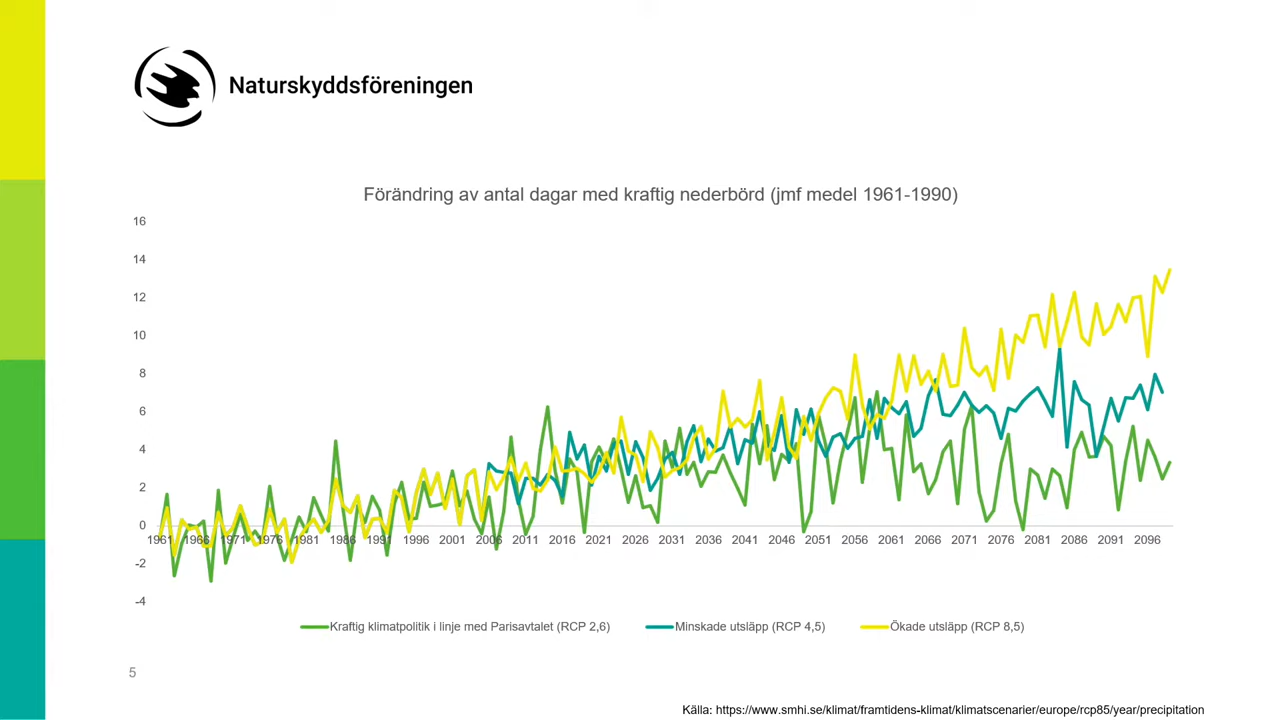 Naturskyddsföreningen
Förändring av antal dagar med kraftig nederbörd (jmf medel 1961-1990)
16
14
12
10
8
6
4
2
0
-2
-4
1961 1966 1971 1976 1981 1986 1991 1996 2001 2006 2011 2016 2021 2026 2031 2036 2041 2046 2051 2056 2061 2066 2071 2076 2081 2086 2091 2096
Kraftig klimatpolitik i linje med Parisavtalet (RCP 2,6) Minskade utsläpp (RCP 4,5) Ökade utsläpp (RCP 8,5)
5
Källa: https://www.smhi.se/klimat/framtidens-klimat/klimatscenarier/europe/rcp85/year/precipitation